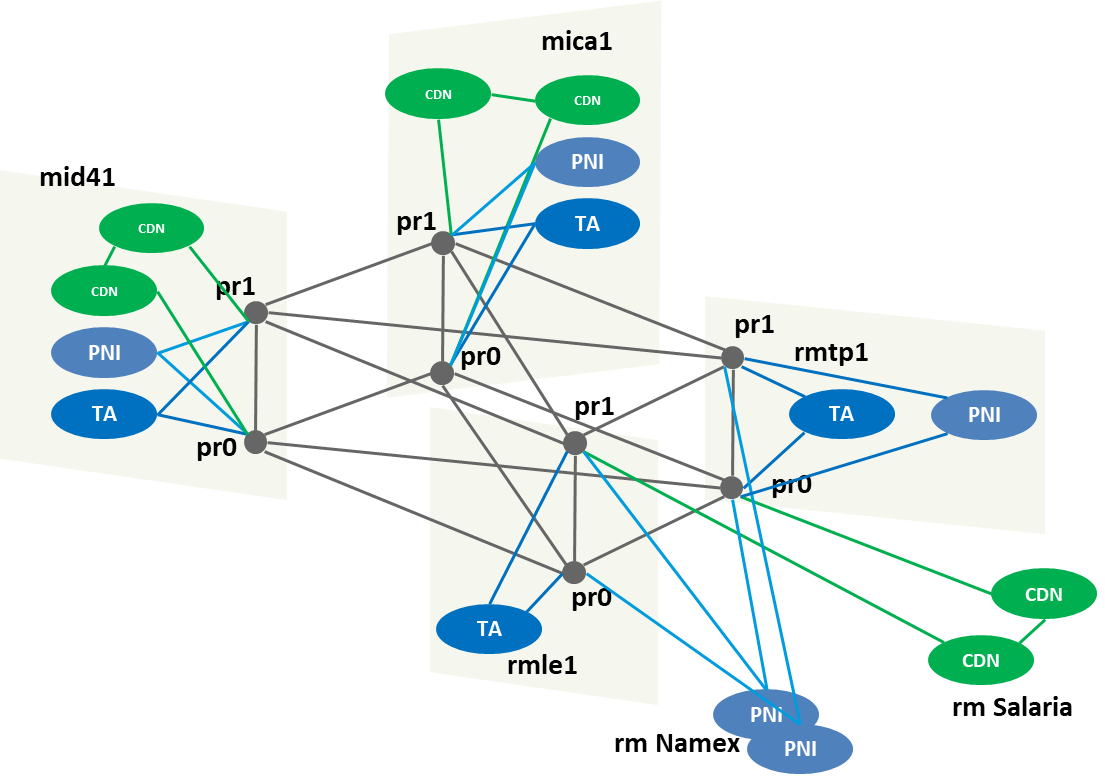 mica1
CDN
CDN
PNI
TA
pr1
pr0
mid41
CDN
CDN
PNI
TA
pr1
pr0
pr1
rmtp1
TA
PNI
pr0
pr1
pr0
TA
rmle1
CDN
CDN
rm Salaria
PNI
rm Namex
PNI